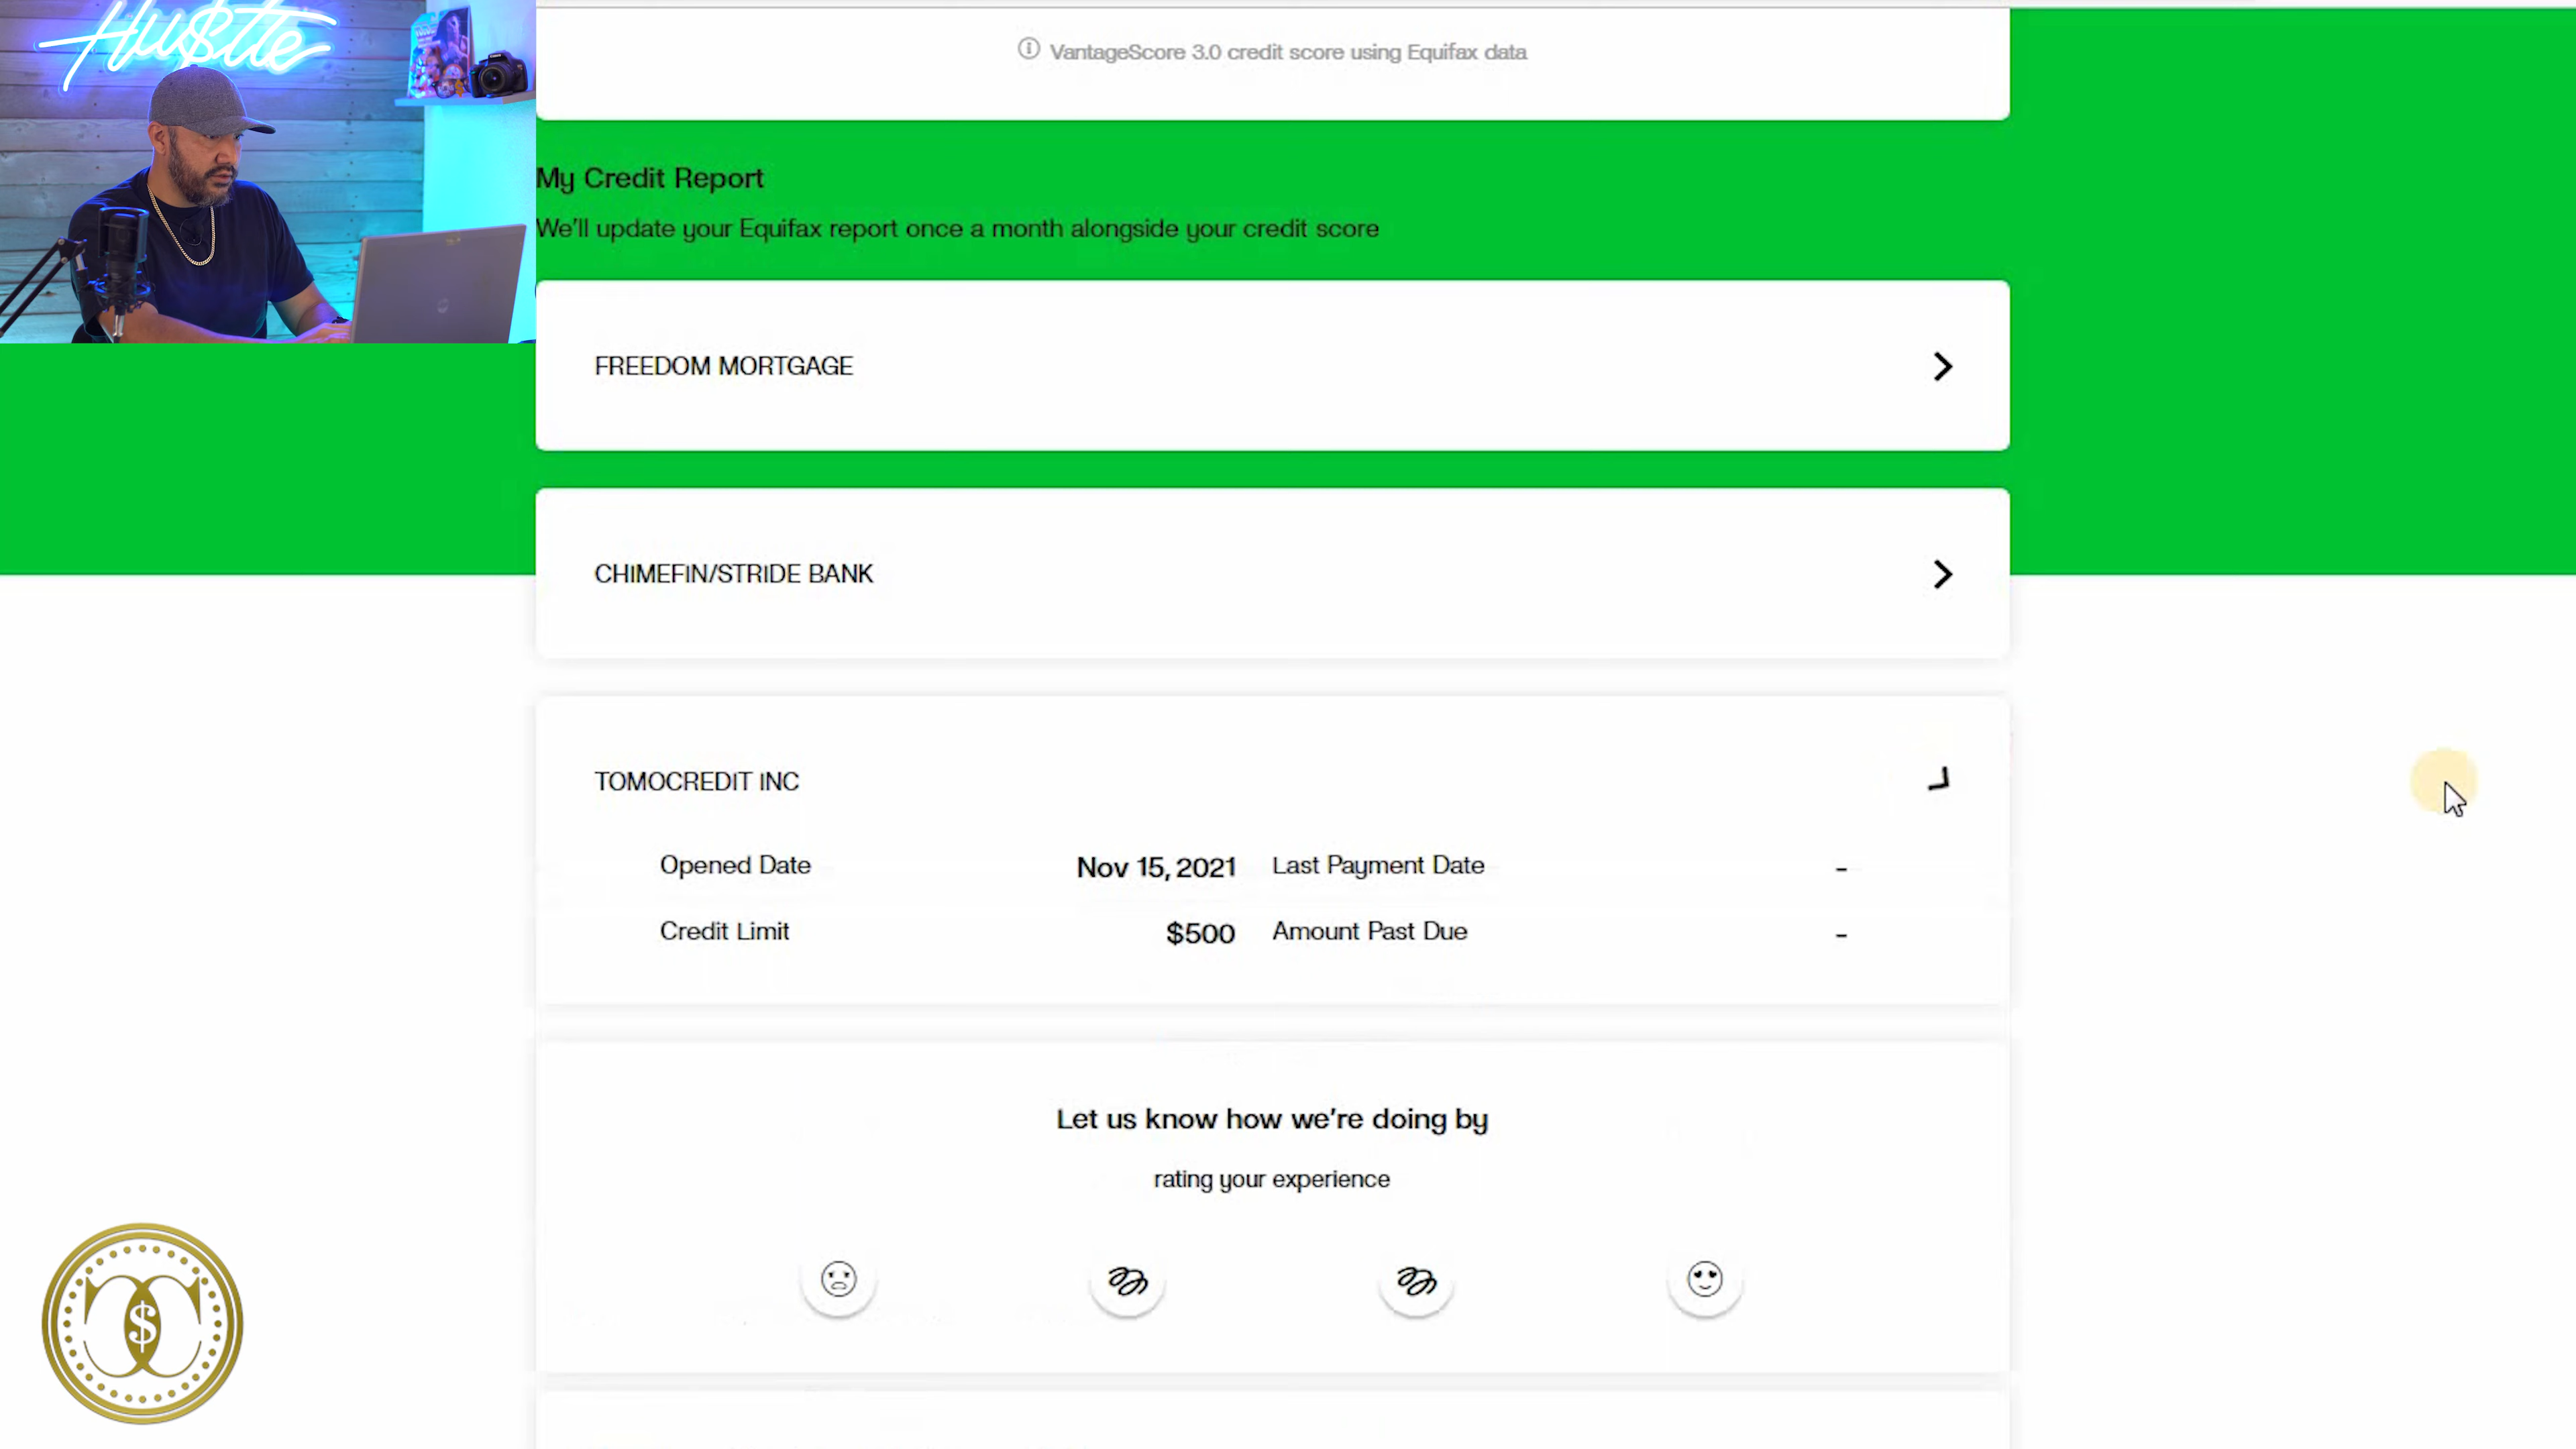 Hu$tle
VantageScore 3.0 credit score using Equifax data
My Credit Report
We'll update your Equifax report once a month alongside your credit score
FREEDOM MORTGAGE
CHIMEFIN/STRIDE BANK
TOMOCREDIT INC
Opened Date Nov 15, 2021 Last Payment Date -
Credit Limit $500 Amount Past Due -
Let us know how we're doing by
rating your experience
C$C